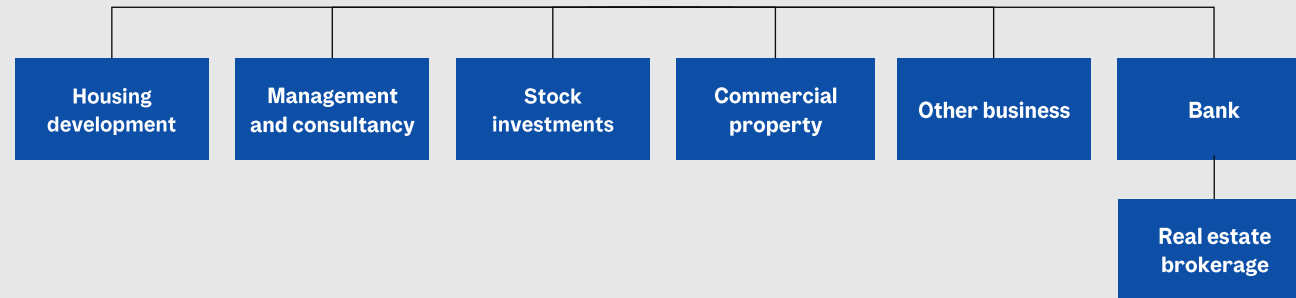 Housing
development
Management
and consultancy
Stock
investments
Commercial
property
Other business
Bank
Real estate
brokerage